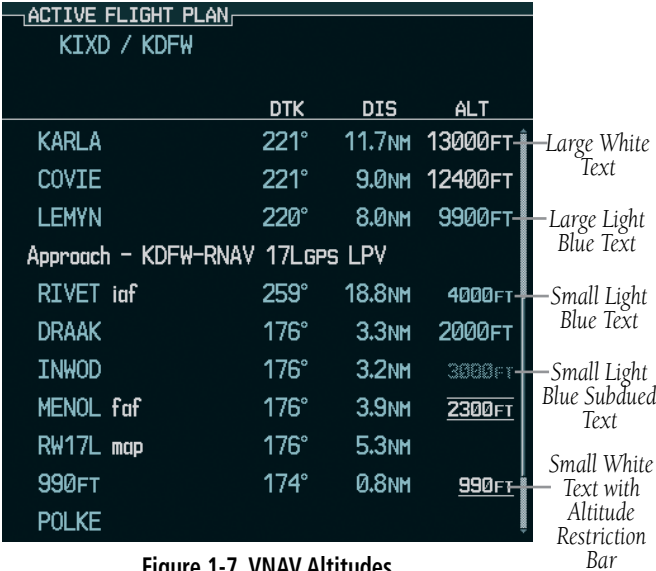 ACTIVE FLIGHT PLAN
KIXD / KDFW
DTK DIS ALT
KARLA 221° 11.7NM 13000FT
Large White Text
COVIE 221° 9.0NM 12400FT
LEMYN 220° 8.0NM 9900FT
Large Light Blue Text
Approach - KDFW-RNAV 17LGPS LPV
RIVET iaf 259° 18.8NM 4000FT
Small Light Blue Text
DRAAK 176° 3.3NM 2000FT
INWOD 176° 3.2NM 3000FT
Small Light Blue Subdued Text
MENOL faf 176° 3.9NM 2300FT
RW17L map 176° 5.3NM
990FT 174° 0.8NM 990FT
Small White Text with Altitude Restriction Bar
POLKE
Figure 1-7 VNAV Altitudes